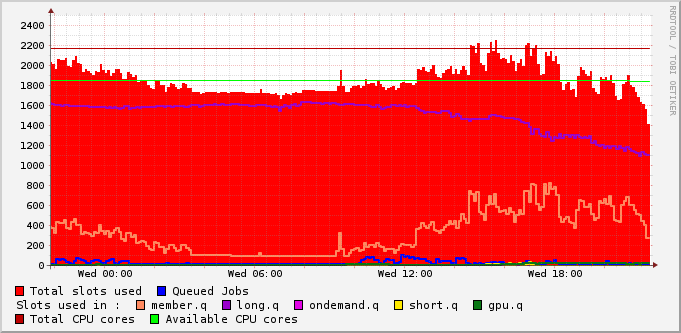 RRDTOOL / TOBI OETIKER
2400
2200
2000
1800
1600
1400
1200
1000
800
600
400
200
0
Wed 00:00 Wed 06:00 Wed 12:00 Wed 18:00
Total slots used Queued Jobs
Slots used in : member.q long.q ondemand.q short.q gpu.q
Total CPU cores Available CPU cores